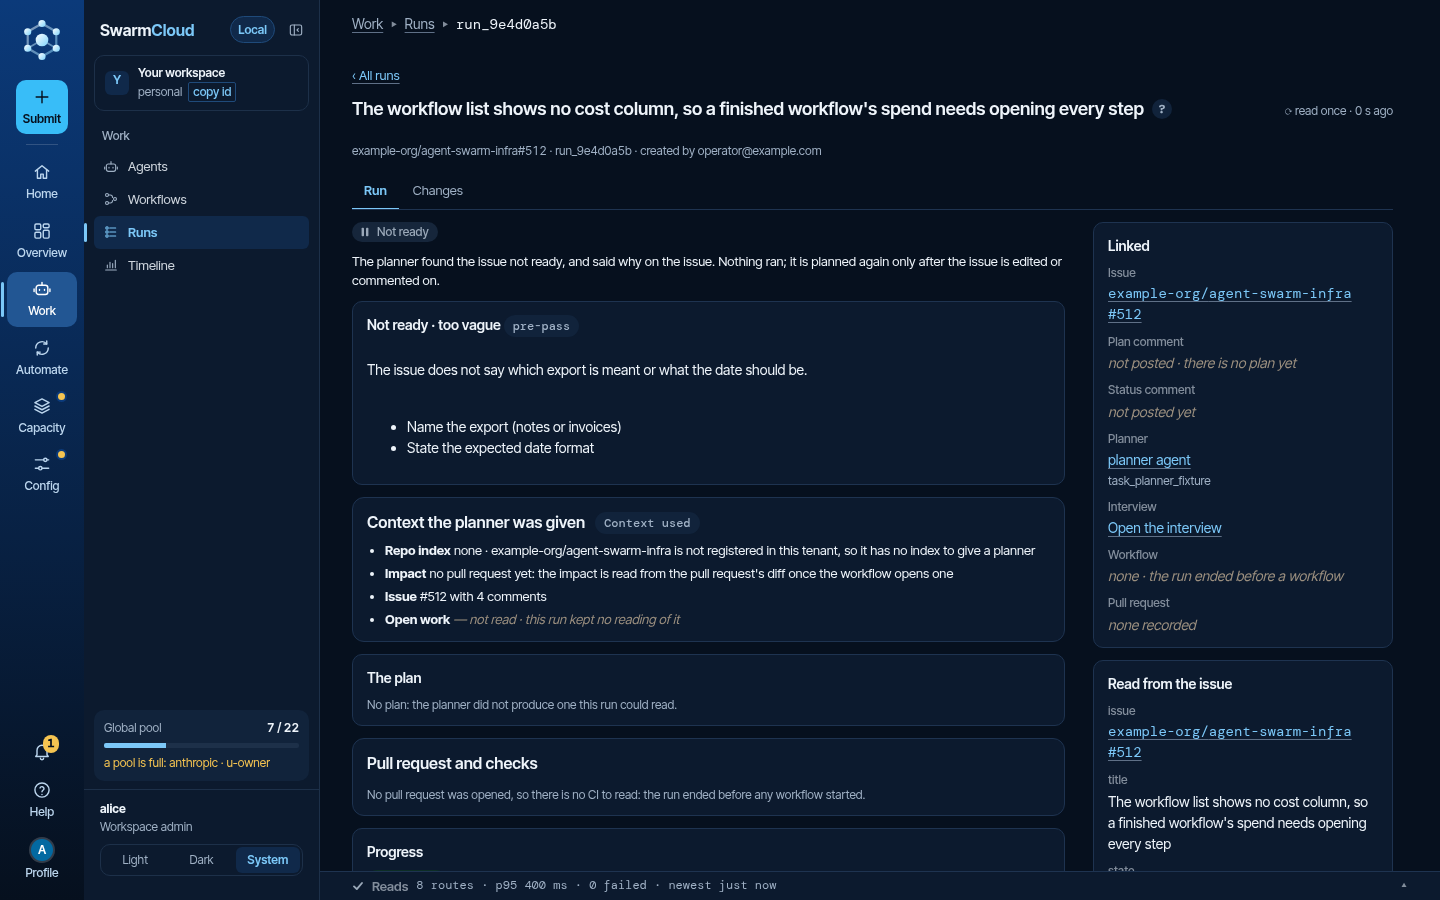 Submit
Home
Overview
Work
Automate
Capacity
Config
1
Help
A
Profile
SwarmCloud
Local
Y
Your workspace
personal
copy id
Work
Agents
Workflows
Runs
Timeline
Global pool
7 / 22
a pool is full: anthropic · u-owner
alice
Workspace admin
Light
Dark
System
Work ▸ Runs ▸ run_9e4d0a5b
‹ All runs
The workflow list shows no cost column, so a finished workflow's spend needs opening every step ?
read once · 0 s ago
example-org/agent-swarm-infra#512 · run_9e4d0a5b · created by operator@example.com
Run
Changes
Not ready
The planner found the issue not ready, and said why on the issue. Nothing ran; it is planned again only after the issue is edited or
commented on.
Not ready · too vague pre-pass
The issue does not say which export is meant or what the date should be.
• Name the export (notes or invoices)
• State the expected date format
Context the planner was given Context used
• Repo index none · example-org/agent-swarm-infra is not registered in this tenant, so it has no index to give a planner
• Impact no pull request yet: the impact is read from the pull request's diff once the workflow opens one
• Issue #512 with 4 comments
• Open work — not read · this run kept no reading of it
The plan
No plan: the planner did not produce one this run could read.
Pull request and checks
No pull request was opened, so there is no CI to read: the run ended before any workflow started.
Progress
Linked
Issue
example-org/agent-swarm-infra
#512
Plan comment
not posted · there is no plan yet
Status comment
not posted yet
Planner
planner agent
task_planner_fixture
Interview
Open the interview
Workflow
none · the run ended before a workflow
Pull request
none recorded
Read from the issue
issue
example-org/agent-swarm-infra
#512
title
The workflow list shows no cost column, so
a finished workflow's spend needs opening
every step
state
Reads 8 routes · p95 400 ms · 0 failed · newest just now